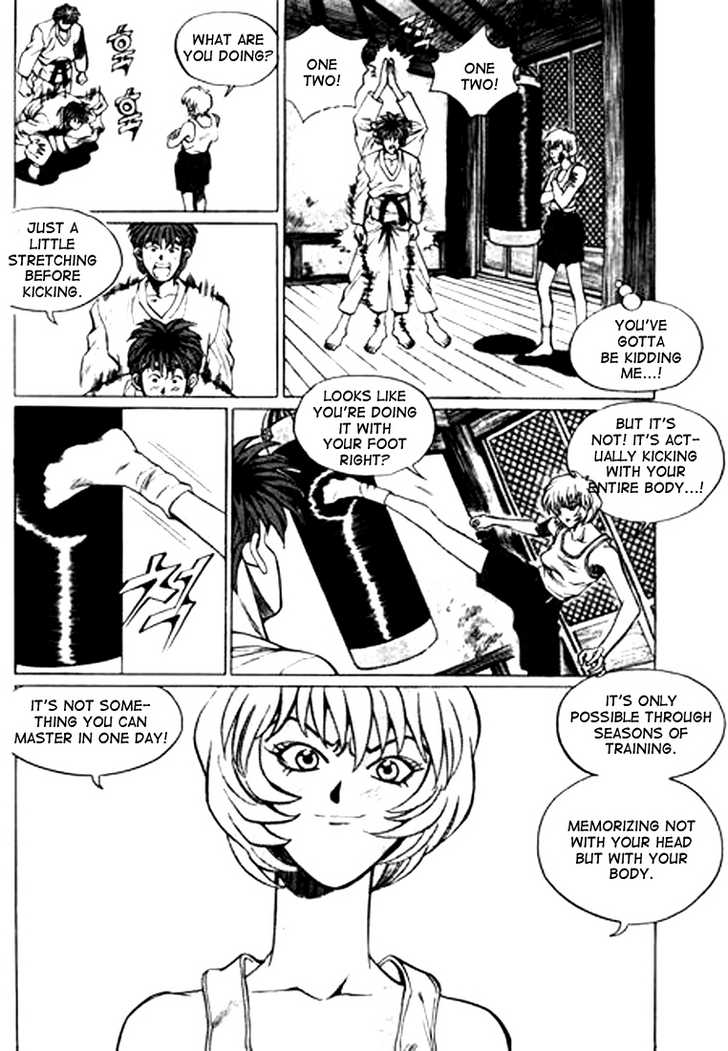 WHAT ARE
YOU DOING?
흑
흑
ONE
TWO!
ONE
TWO!
JUST A
LITTLE
STRETCHING
BEFORE
KICKING.
YOU'VE
GOTTA
BE KIDDING
ME...!
척
LOOKS LIKE
YOU'RE DOING
IT WITH
YOUR FOOT
RIGHT?
BUT IT'S
NOT! IT'S ACT-
UALLY KICKING
WITH YOUR
ENTIRE BODY...!
IT'S NOT SOME-
THING YOU CAN
MASTER IN ONE DAY!
IT'S ONLY
POSSIBLE THROUGH
SEASONS OF
TRAINING.
MEMORIZING NOT
WITH YOUR HEAD
BUT WITH YOUR
BODY.